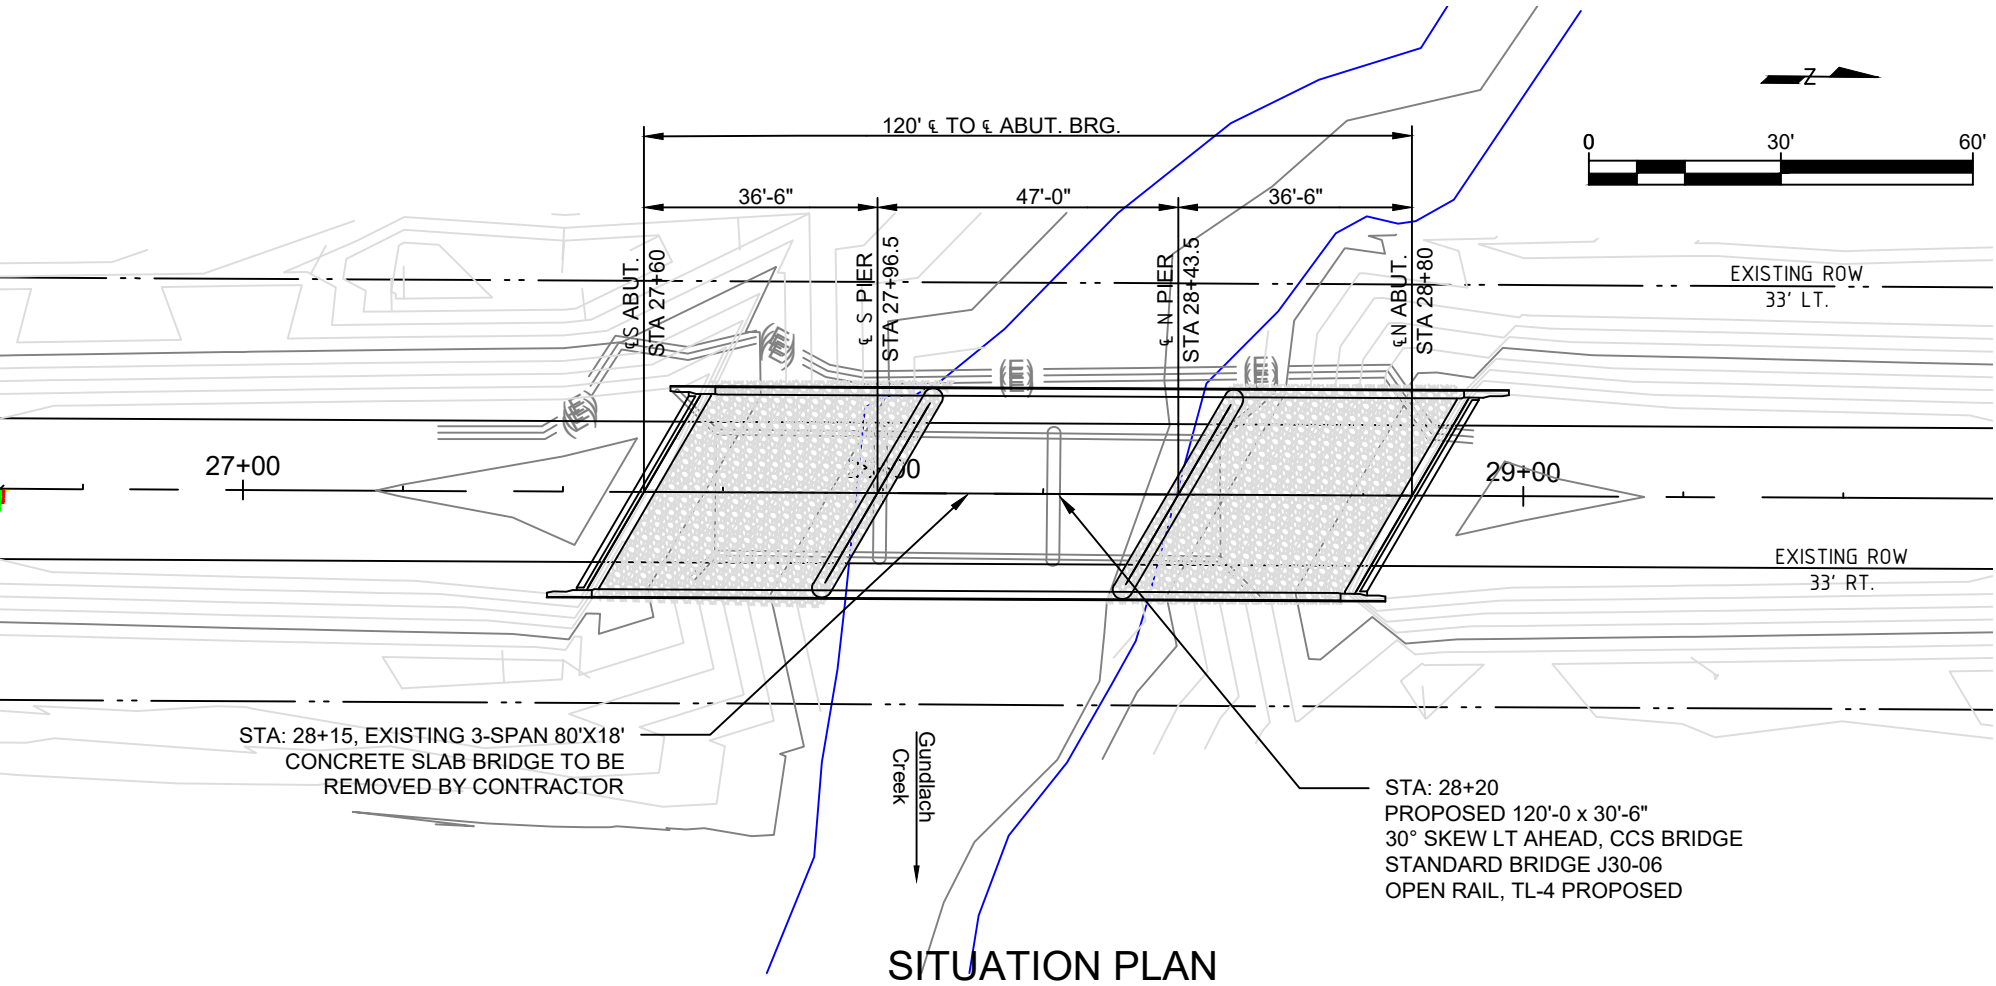 Z
0 30' 60'
120' ℄ TO ℄ ABUT. BRG.
36'-6" 47'-0" 36'-6"
℄ S ABUT.
STA 27+60
℄ S PIER
STA 27+96.5
℄ N PIER
STA 28+43.5
℄ N ABUT.
STA 28+80
EXISTING ROW
33' LT.
27+00
29+00
EXISTING ROW
33' RT.
STA: 28+15, EXISTING 3-SPAN 80'X18'
CONCRETE SLAB BRIDGE TO BE
REMOVED BY CONTRACTOR
Gundlach
Creek
STA: 28+20
PROPOSED 120'-0 x 30'-6"
30° SKEW LT AHEAD, CCS BRIDGE
STANDARD BRIDGE J30-06
OPEN RAIL, TL-4 PROPOSED
SITUATION PLAN